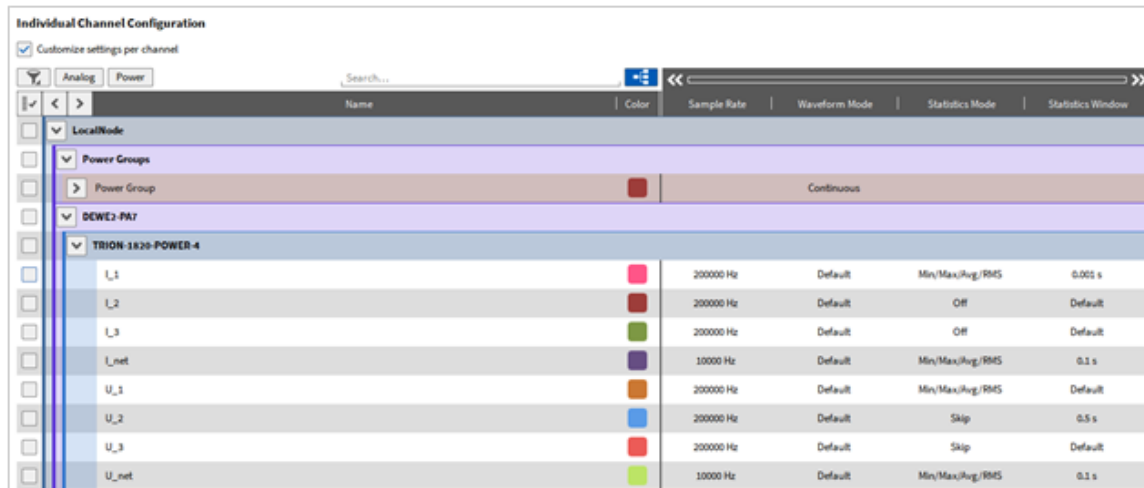 Individual Channel Configuration
Customize settings per channel
Analog Power Search...
Name Color Sample Rate Waveform Mode Statistics Mode Statistics Window
LocalNode
Power Groups
Power Group Continuous
DEWE2-PA7
TRION-1820-POWER-4
I_1 200000 Hz Default Min/Max/Avg/RMS 0.001 s
I_2 200000 Hz Default Off Default
I_3 200000 Hz Default Off Default
I_net 10000 Hz Default Min/Max/Avg/RMS 0.1 s
U_1 200000 Hz Default Min/Max/Avg/RMS Default
U_2 200000 Hz Default Skip 0.5 s
U_3 200000 Hz Default Skip Default
U_net 10000 Hz Default Min/Max/Avg/RMS 0.1 s